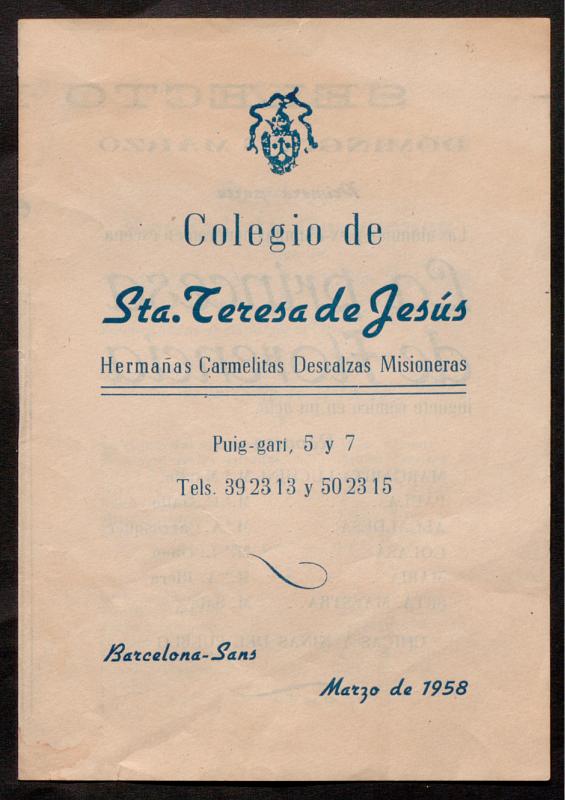 Colegio de
Sta. Teresa de Jesús
Hermañas Carmelitas Descalzas Misioneras
Puig-garí, 5 y 7
Tels. 39 23 13 y 50 23 15
Barcelona-Sans
Marzo de 1958